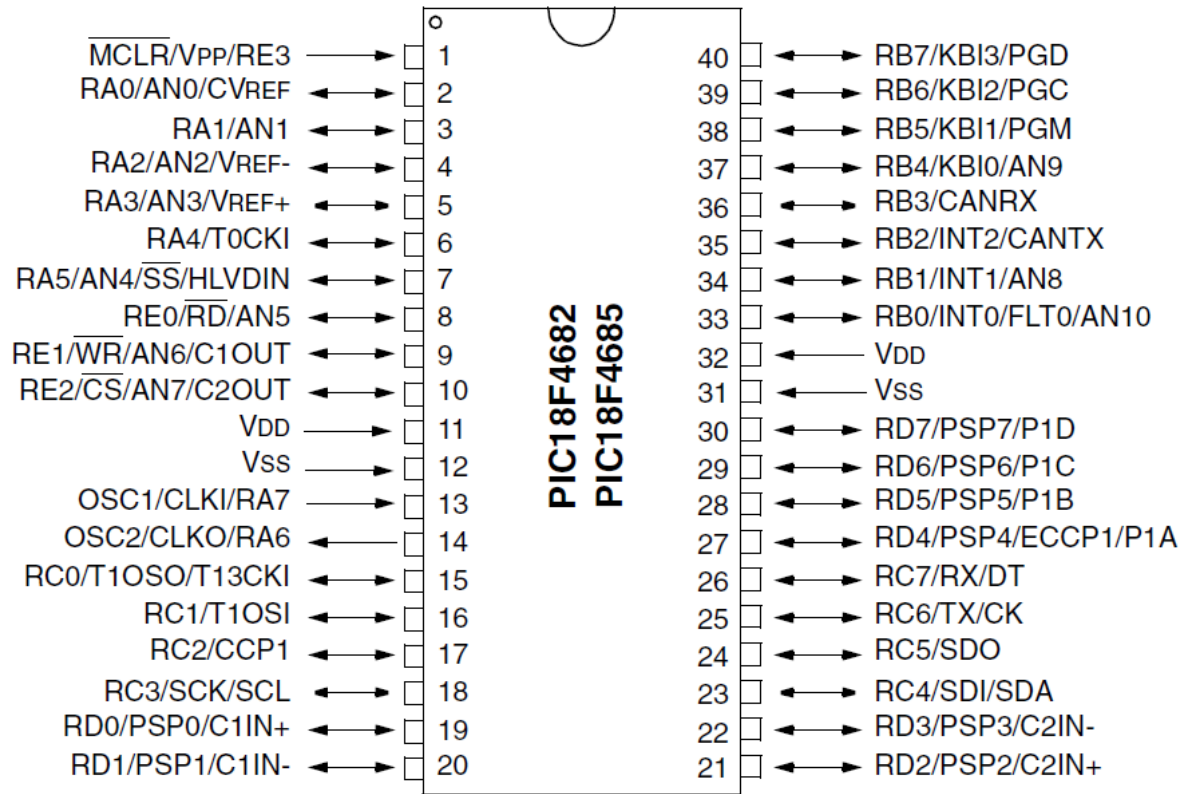 MCLR/VPP/RE3 1 40 RB7/KBI3/PGD
RA0/AN0/CVREF 2 39 RB6/KBI2/PGC
RA1/AN1 3 38 RB5/KBI1/PGM
RA2/AN2/VREF- 4 37 RB4/KBI0/AN9
RA3/AN3/VREF+ 5 36 RB3/CANRX
RA4/T0CKI 6 35 RB2/INT2/CANTX
RA5/AN4/SS/HLVDIN 7 34 RB1/INT1/AN8
RE0/RD/AN5 8 33 RB0/INT0/FLT0/AN10
RE1/WR/AN6/C1OUT 9 32 VDD
RE2/CS/AN7/C2OUT 10 31 VSS
VDD 11 30 RD7/PSP7/P1D
VSS 12 29 RD6/PSP6/P1C
OSC1/CLKI/RA7 13 28 RD5/PSP5/P1B
OSC2/CLKO/RA6 14 27 RD4/PSP4/ECCP1/P1A
RC0/T1OSO/T13CKI 15 26 RC7/RX/DT
RC1/T1OSI 16 25 RC6/TX/CK
RC2/CCP1 17 24 RC5/SDO
RC3/SCK/SCL 18 23 RC4/SDI/SDA
RD0/PSP0/C1IN+ 19 22 RD3/PSP3/C2IN-
RD1/PSP1/C1IN- 20 21 RD2/PSP2/C2IN+
PIC18F4682
PIC18F4685